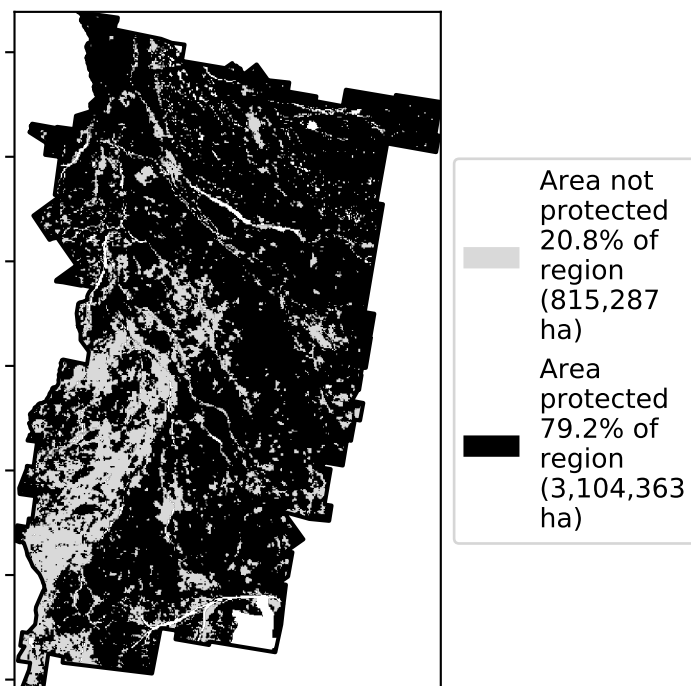 Area not
protected
20.8% of
region
(815,287
ha)
Area
protected
79.2% of
region
(3,104,363
ha)